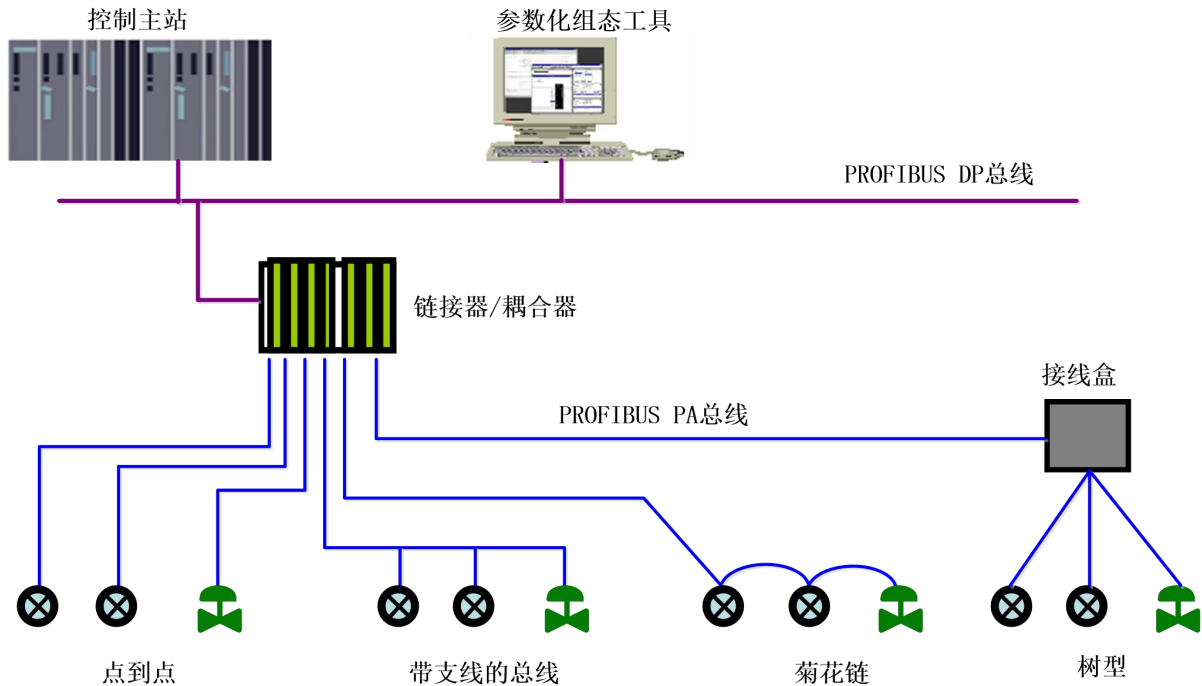 控制主站
参数化组态工具
PROFIBUS DP总线
链接器/耦合器
接线盒
PROFIBUS PA总线
点到点
带支线的总线
菊花链
树型